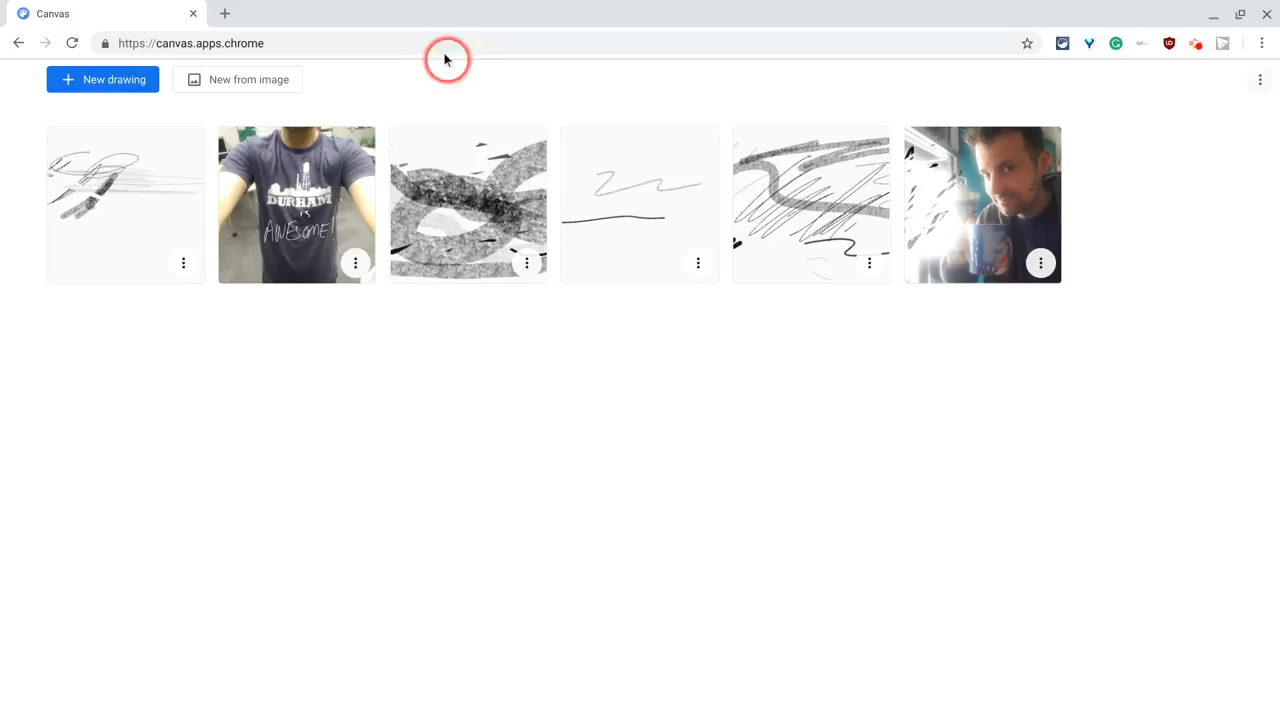 Canvas
https://canvas.apps.chrome
New drawing
New from image
DURHAM
is
AWESOME!